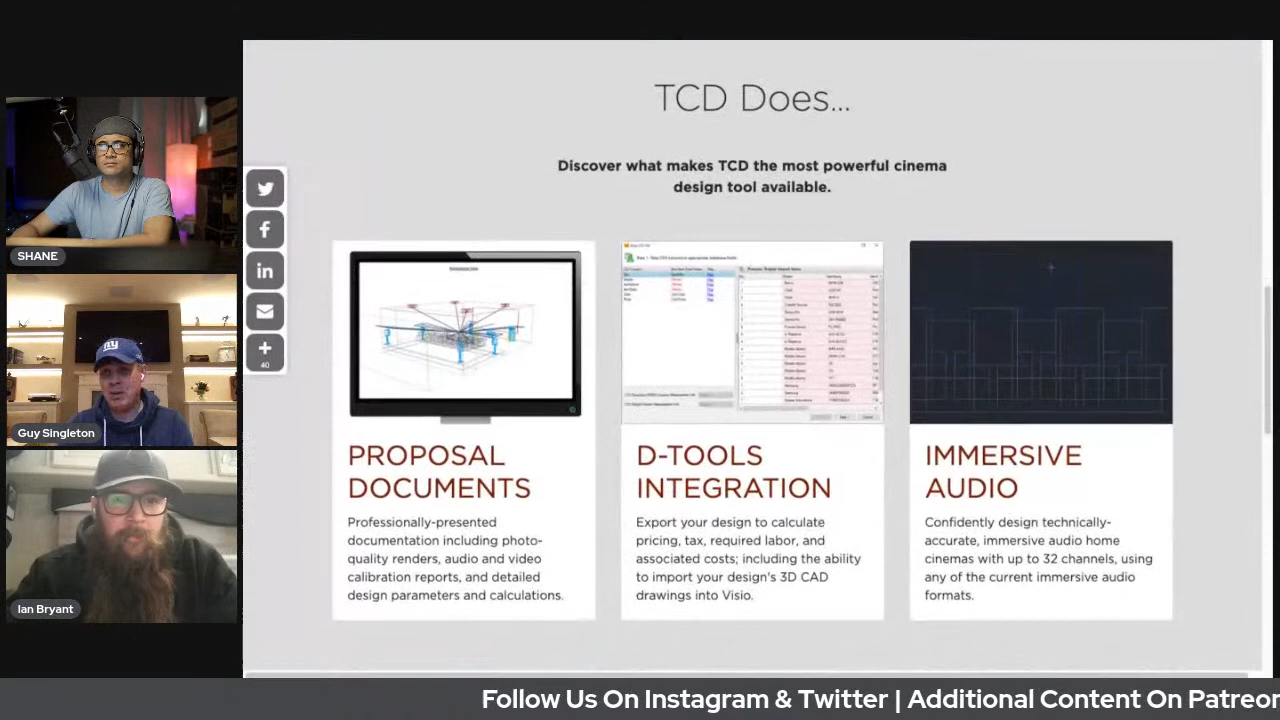 TCD Does...
Discover what makes TCD the most powerful cinema
design tool available.
SHANE
Guy Singleton
Ian Bryant
40
PROPOSAL
DOCUMENTS
Professionally-presented
documentation including photo-
quality renders, audio and video
calibration reports, and detailed
design parameters and calculations.
D-TOOLS
INTEGRATION
Export your design to calculate
pricing, tax, required labor, and
associated costs; including the ability
to import your design's 3D CAD
drawings into Visio.
IMMERSIVE
AUDIO
Confidently design technically-
accurate, immersive audio home
cinemas with up to 32 channels, using
any of the current immersive audio
formats.
Follow Us On Instagram & Twitter | Additional Content On Patreon